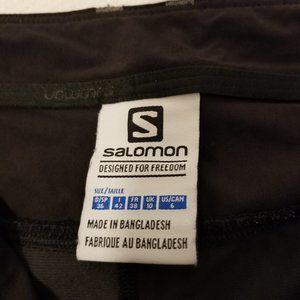 S
SALOMON
DESIGNED FOR FREEDOM
SIZE/TAILLE
D/SP I FR UK US/CAN
36 42 38 10 6
MADE IN BANGLADESH
FABRIQUE AU BANGLADESH